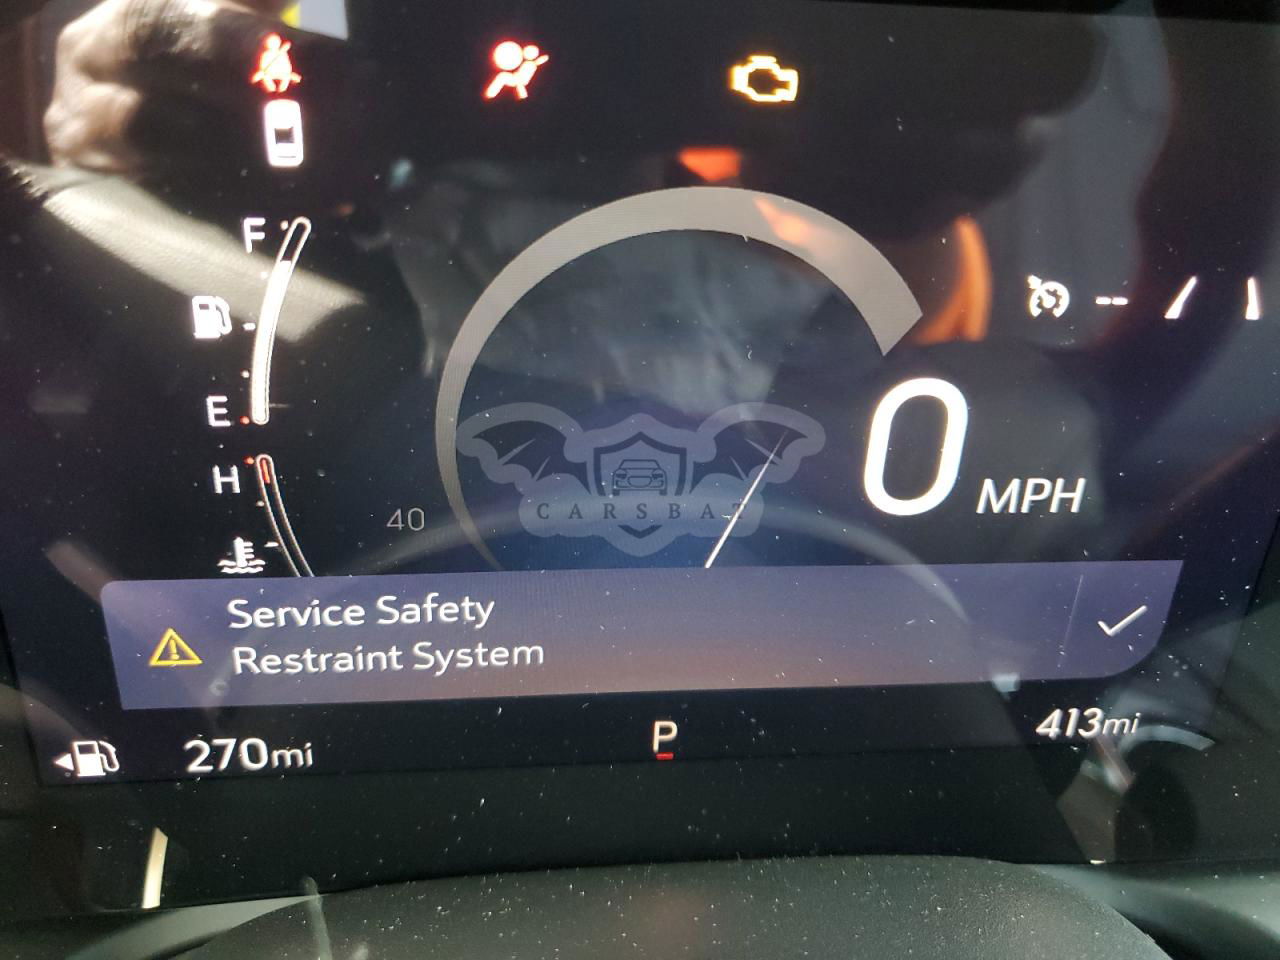 F
E
H
40
0 MPH
--
CARSBAT
Service Safety
Restraint System
270mi
P
413mi